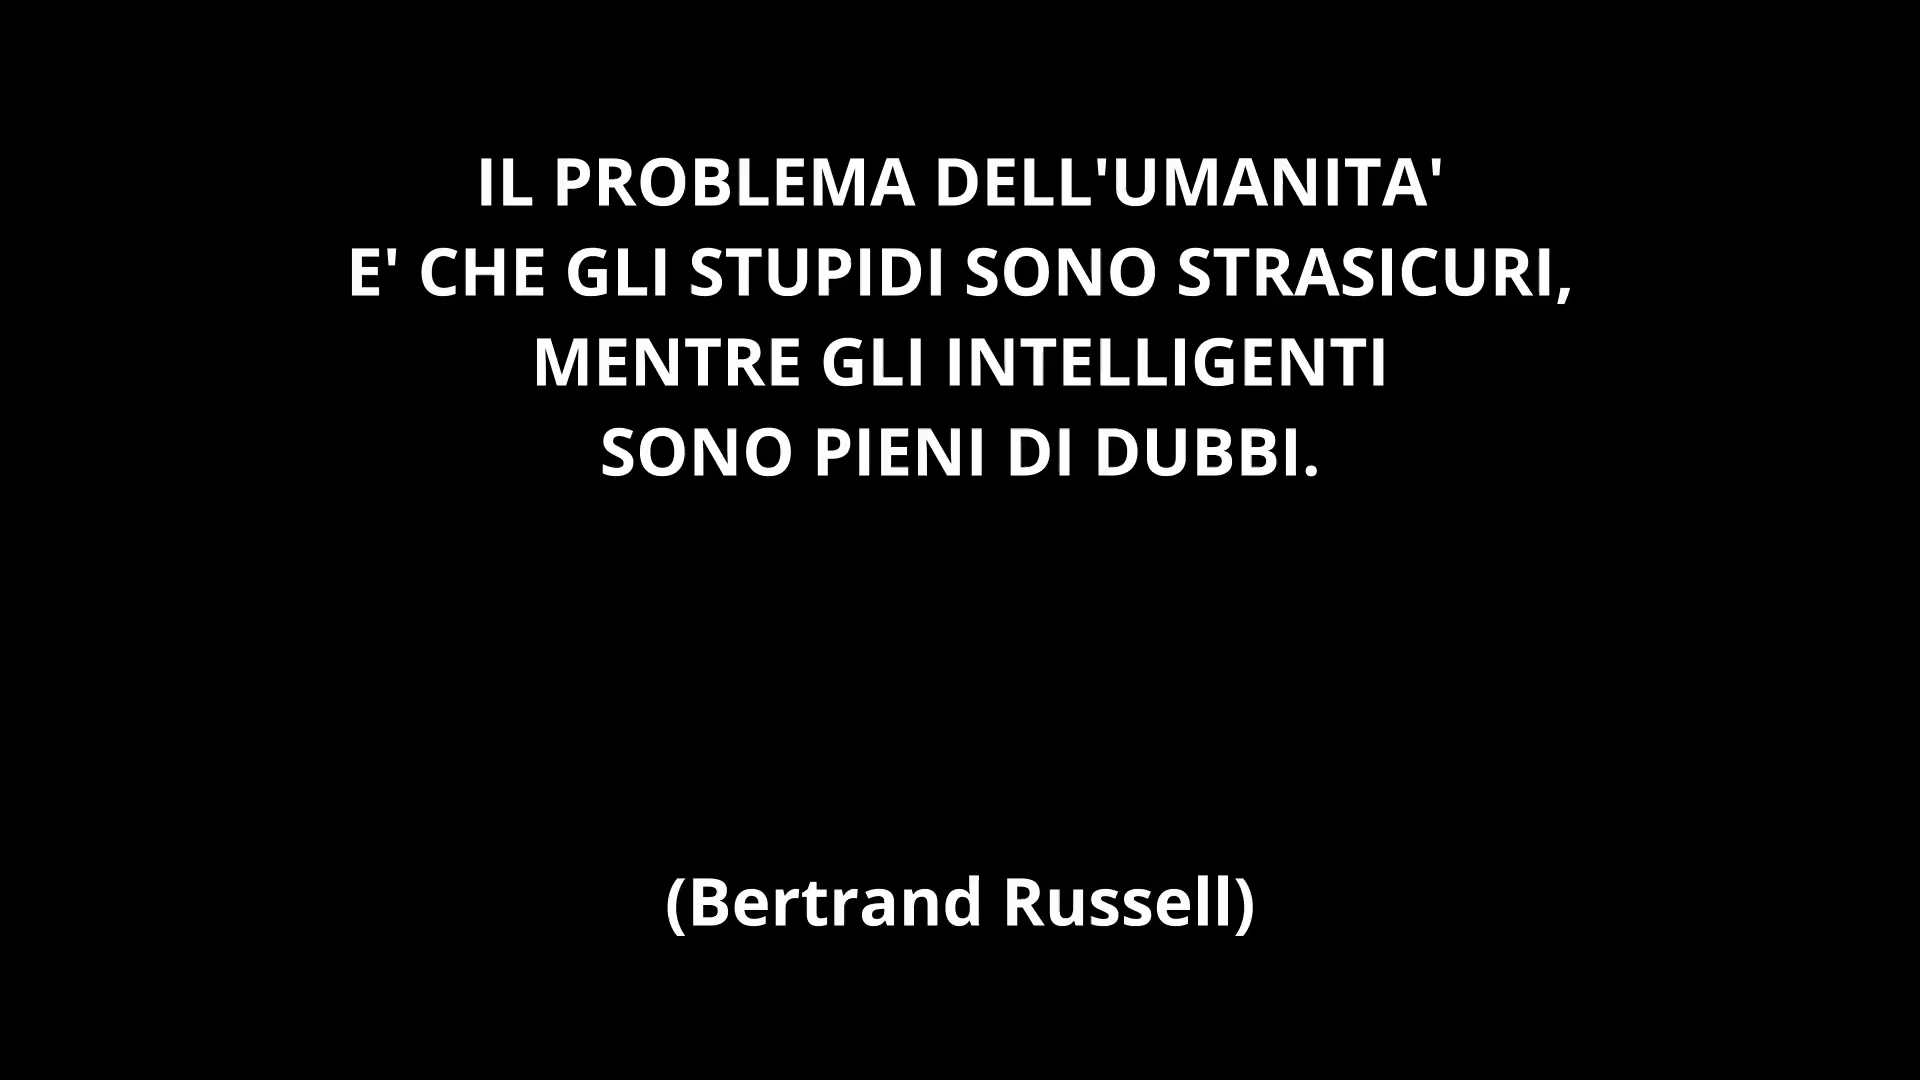 IL PROBLEMA DELL'UMANITA'
E' CHE GLI STUPIDI SONO STRASICURI,
MENTRE GLI INTELLIGENTI
SONO PIENI DI DUBBI.
(Bertrand Russell)